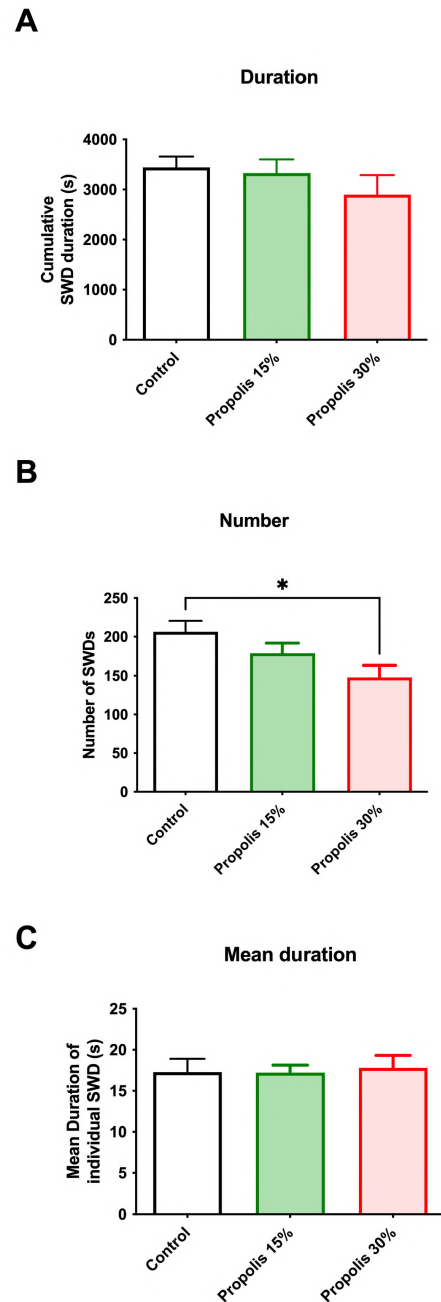 A
Duration
4000
3000
2000
1000
0
Cumulative
SWD duration (s)
Control
Propolis 15%
Propolis 30%
B
Number
*
250
200
150
100
50
0
Number of SWDs
Control
Propolis 15%
Propolis 30%
C
Mean duration
25
20
15
10
5
0
Mean Duration of
individual SWD (s)
Control
Propolis 15%
Propolis 30%